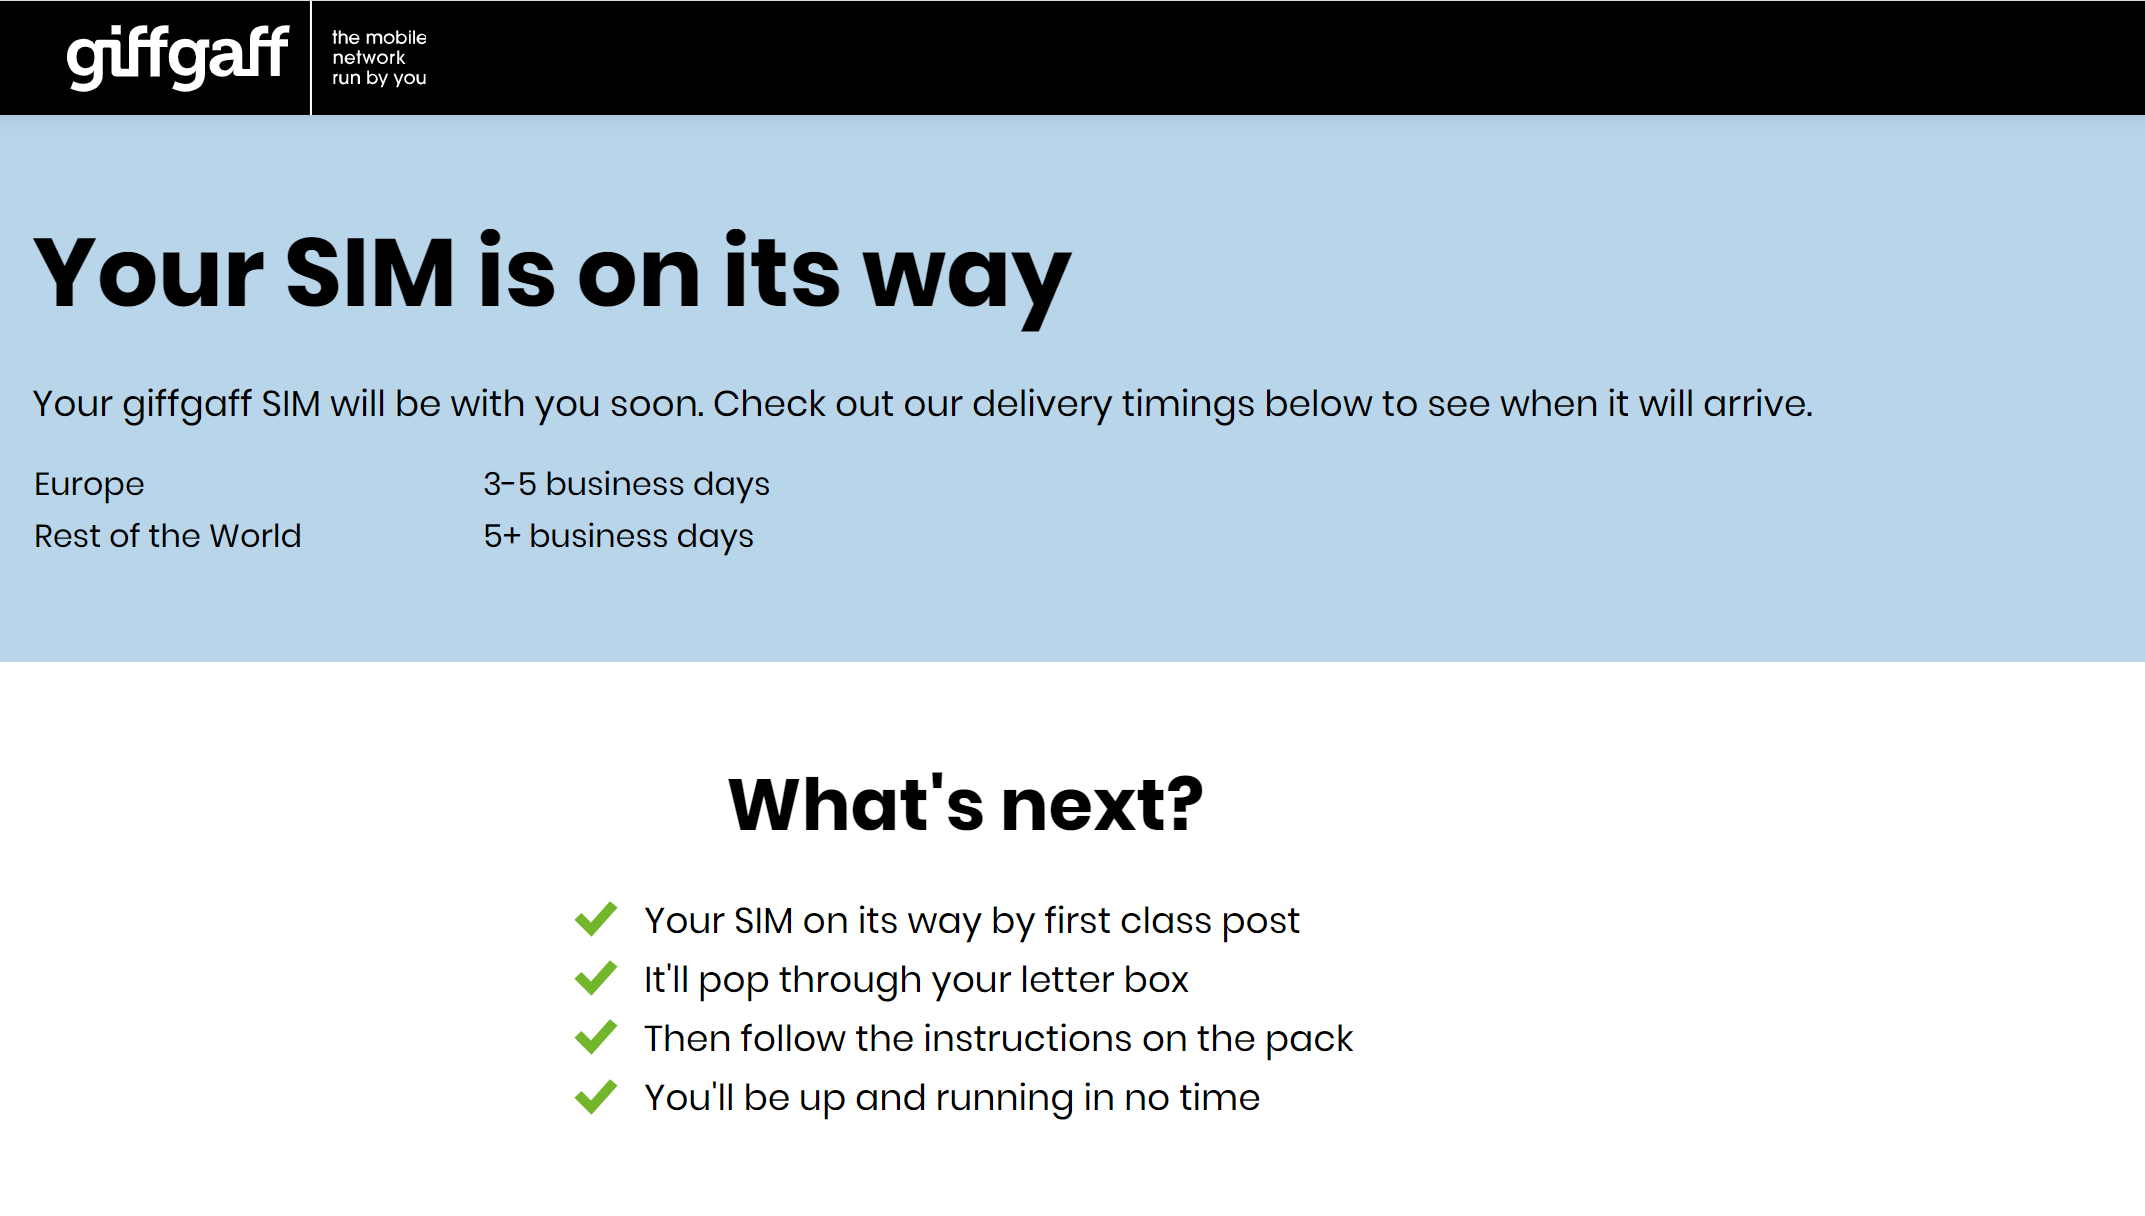 giffgaff
the mobile
network
run by you
Your SIM is on its way
Your giffgaff SIM will be with you soon. Check out our delivery timings below to see when it will arrive.
Europe 3-5 business days
Rest of the World 5+ business days
What's next?
Your SIM on its way by first class post
It'll pop through your letter box
Then follow the instructions on the pack
You'll be up and running in no time